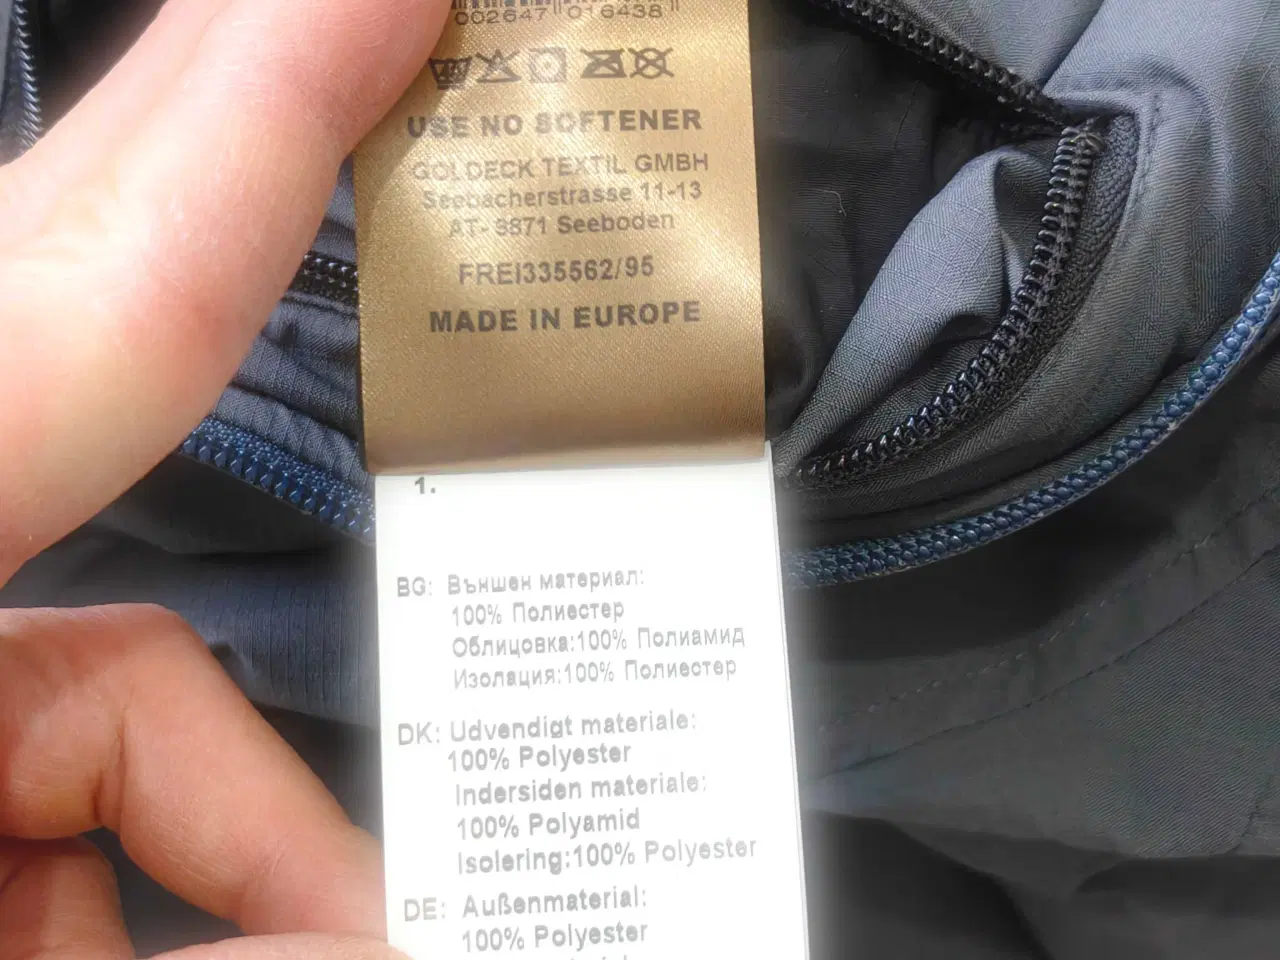 002647 016438
USE NO SOFTENER
GOLDECK TEXTIL GMBH
Seebacherstrasse 11-13
AT- 9871 Seeboden
FREI335562/95
MADE IN EUROPE
1.
BG: Външен материал:
100% Полиестер
Облицовка:100% Полиамид
Изолация:100% Полиестер
DK: Udvendigt materiale:
100% Polyester
Indersiden materiale:
100% Polyamid
Isolering:100% Polyester
DE: Außenmaterial:
100% Polyester